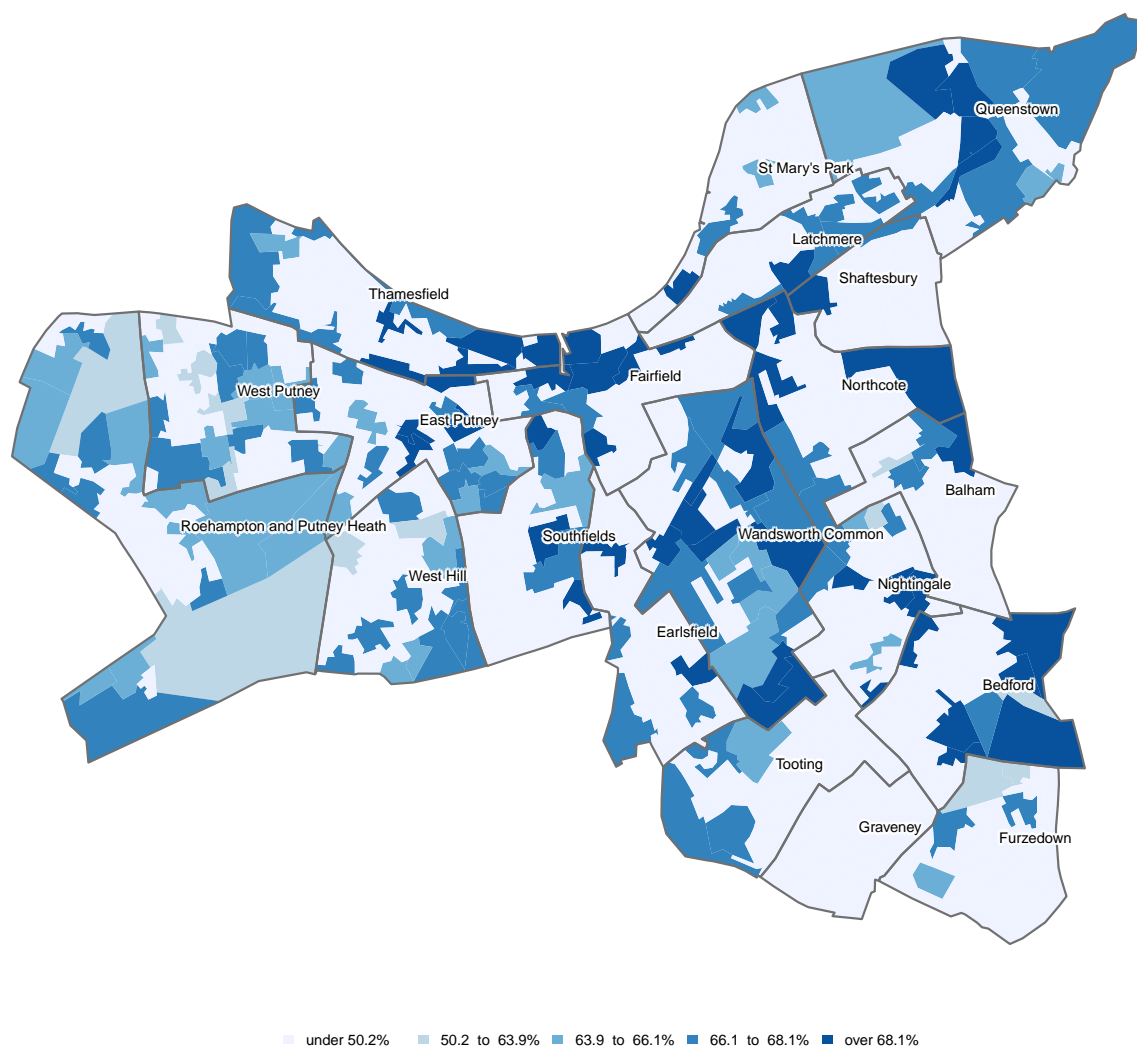 Queenstown
St Mary's Park
Latchmere
Shaftesbury
Thamesfield
Fairfield
Northcote
West Putney
East Putney
Balham
Roehampton and Putney Heath
Southfields
Wandsworth Common
West Hill
Nightingale
Earlsfield
Bedford
Tooting
Graveney
Furzedown
under 50.2% 50.2 to 63.9% 63.9 to 66.1% 66.1 to 68.1% over 68.1%